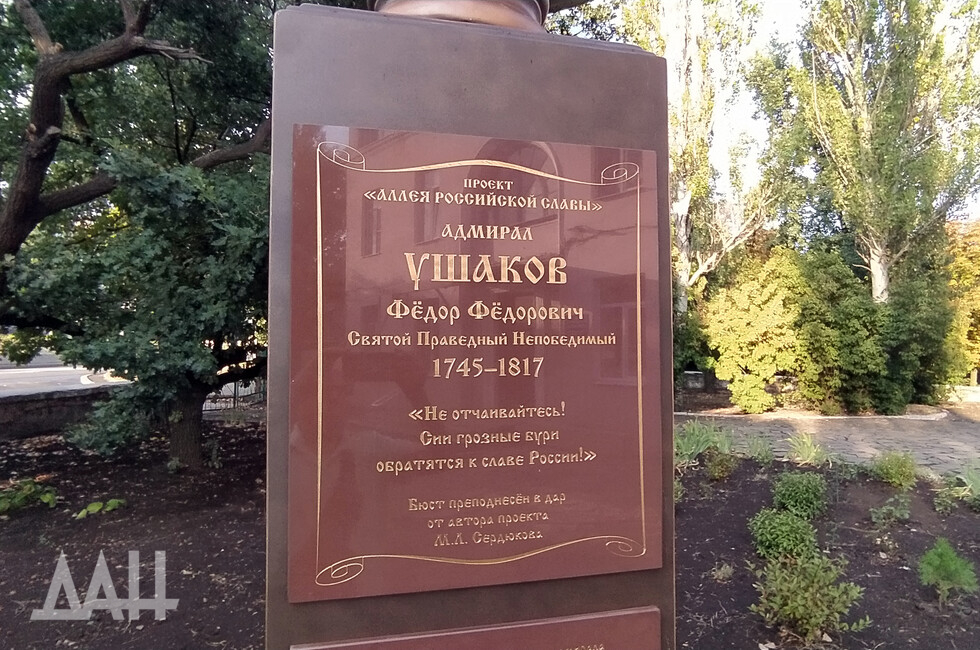 ПРОЕКТ
«АЛЛЕЯ РОССИЙСКОЙ СЛАВЫ»
АДМИРАЛ
УШАКОВ
Фёдор Фёдорович
Святой Праведный Непобедимый
1745–1817
«Не отчаивайтесь!
Сии грозные бури
обратятся к славе России!»
Бюст преподнесён в дар
от автора проекта
М.Л. Сердюкова
ДАН